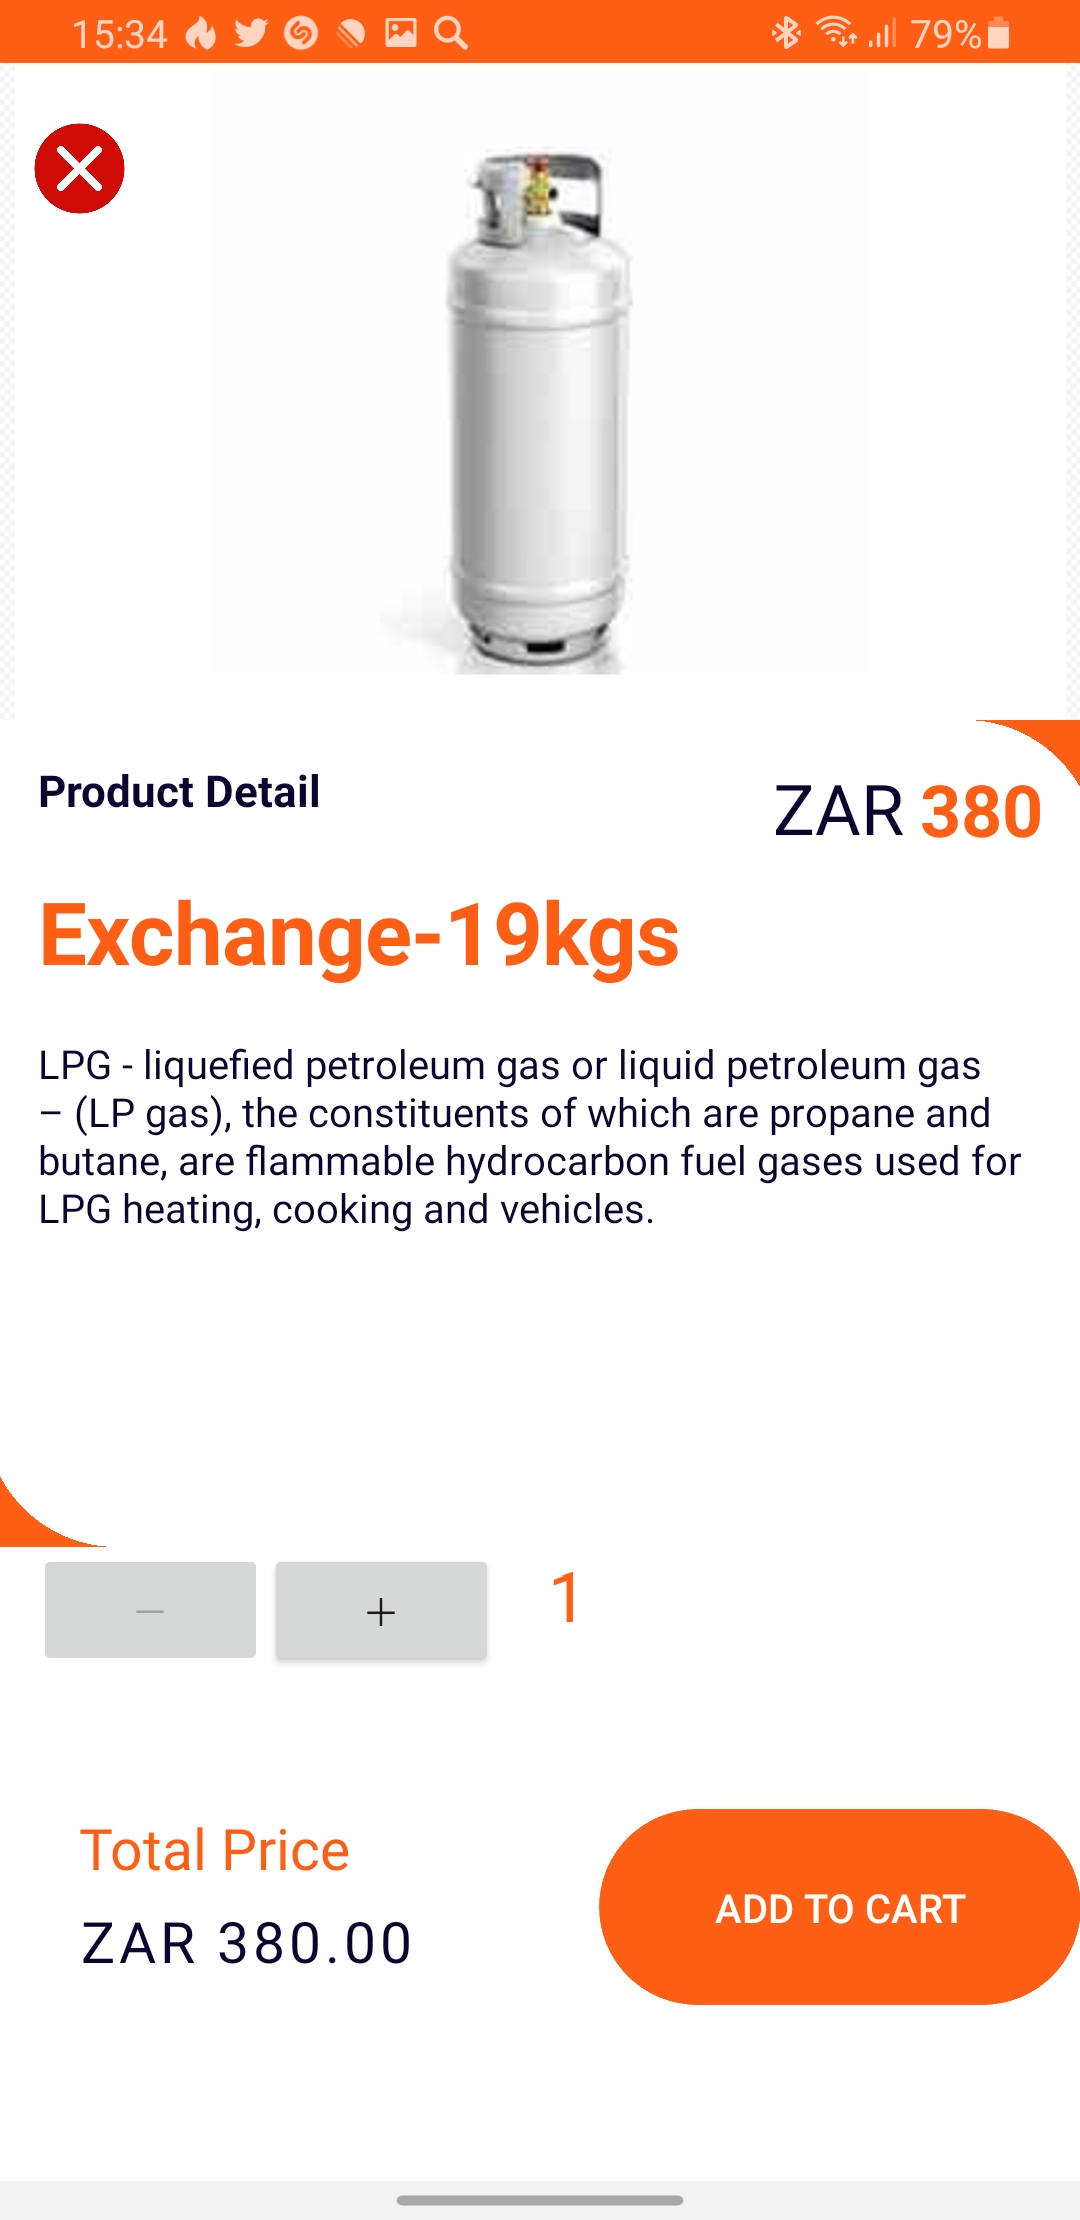 15:34 79%
Product Detail
ZAR 380
Exchange-19kgs
LPG - liquefied petroleum gas or liquid petroleum gas
– (LP gas), the constituents of which are propane and
butane, are flammable hydrocarbon fuel gases used for
LPG heating, cooking and vehicles.
− + 1
Total Price
ZAR 380.00
ADD TO CART